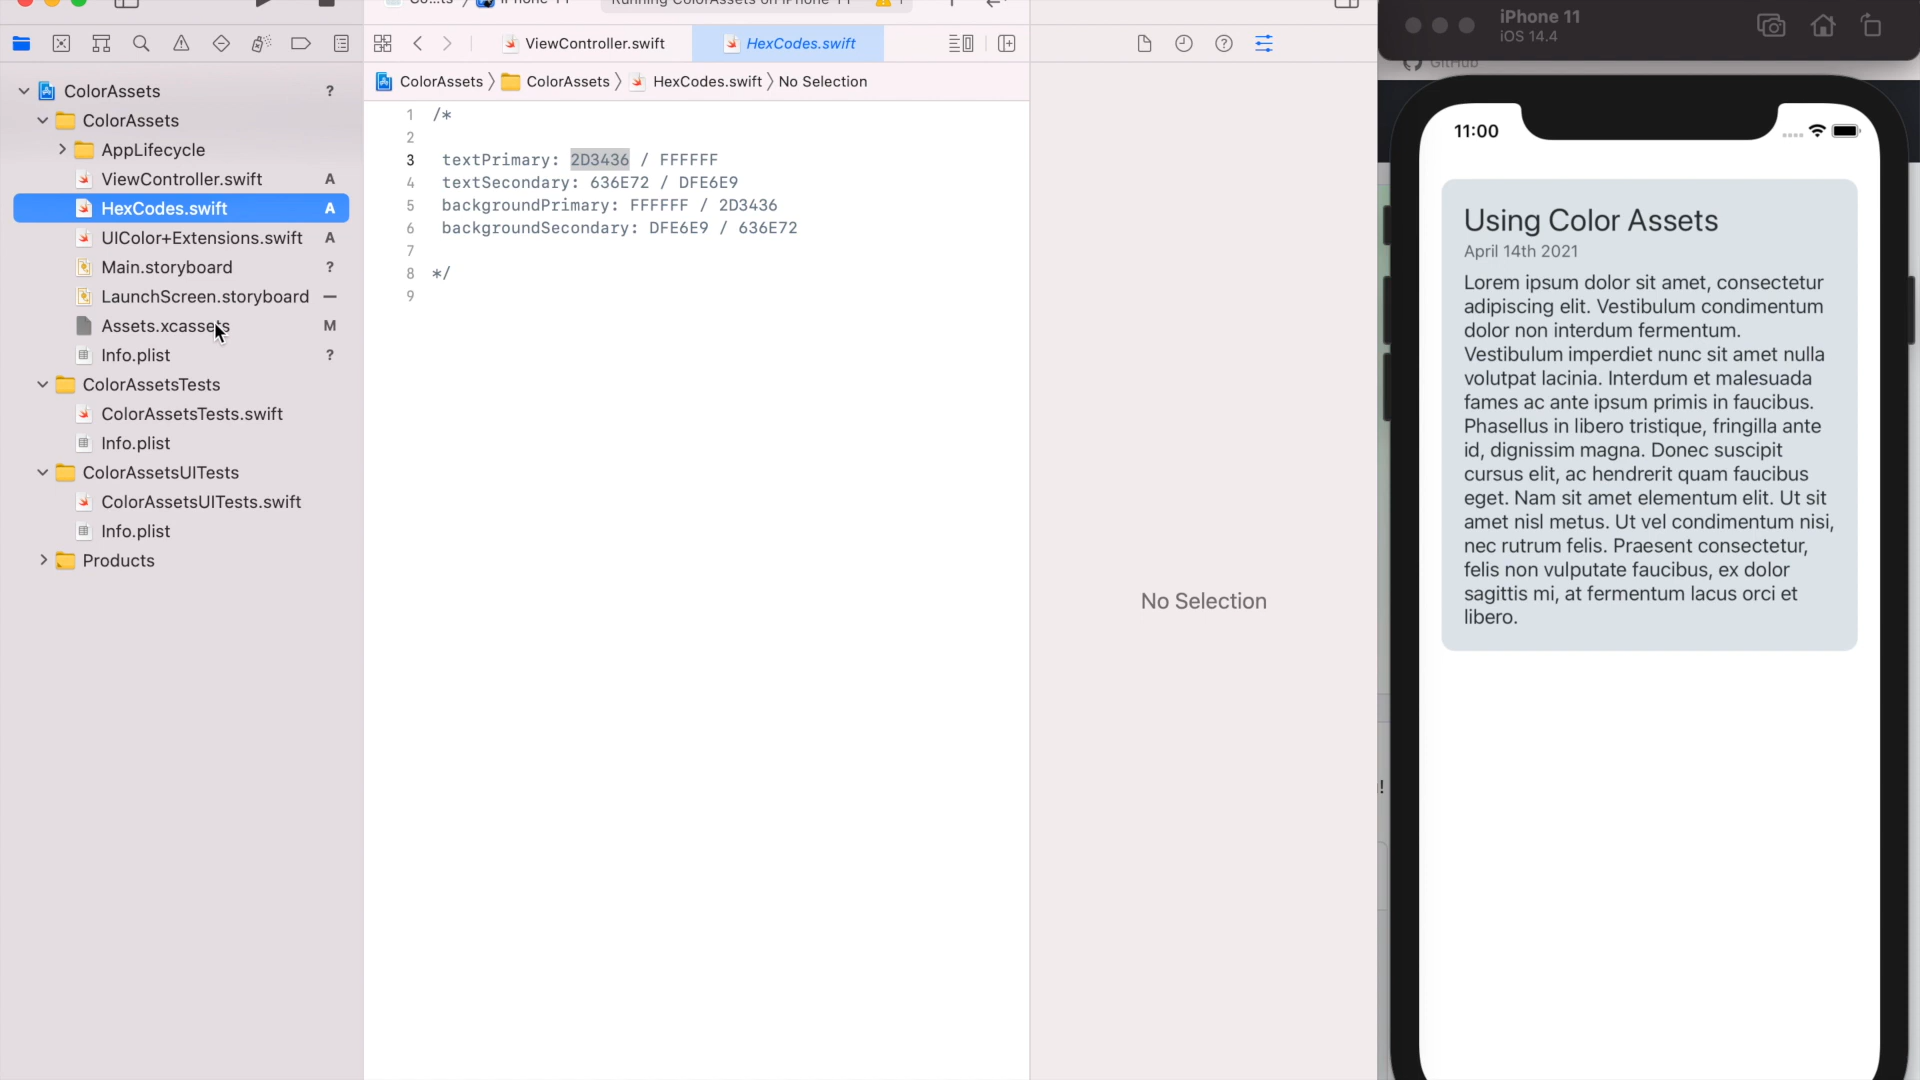 iPhone 11
iOS 14.4
GitHub
ViewController.swift
HexCodes.swift
ColorAssets
ColorAssets
HexCodes.swift
No Selection
ColorAssets ?
ColorAssets
AppLifecycle
ViewController.swift A
HexCodes.swift A
UIColor+Extensions.swift A
Main.storyboard ?
LaunchScreen.storyboard —
Assets.xcassets M
Info.plist ?
ColorAssetsTests
ColorAssetsTests.swift
Info.plist
ColorAssetsUITests
ColorAssetsUITests.swift
Info.plist
Products
1 /*
2
3 textPrimary: 2D3436 / FFFFFF
4 textSecondary: 636E72 / DFE6E9
5 backgroundPrimary: FFFFFF / 2D3436
6 backgroundSecondary: DFE6E9 / 636E72
7
8 */
9
No Selection
!
11:00
Using Color Assets
April 14th 2021
Lorem ipsum dolor sit amet, consectetur
adipiscing elit. Vestibulum condimentum
dolor non interdum fermentum.
Vestibulum imperdiet nunc sit amet nulla
volutpat lacinia. Interdum et malesuada
fames ac ante ipsum primis in faucibus.
Phasellus in libero tristique, fringilla ante
id, dignissim magna. Donec suscipit
cursus elit, ac hendrerit quam faucibus
eget. Nam sit amet elementum elit. Ut sit
amet nisl metus. Ut vel condimentum nisi,
nec rutrum felis. Praesent consectetur,
felis non vulputate faucibus, ex dolor
sagittis mi, at fermentum lacus orci et
libero.